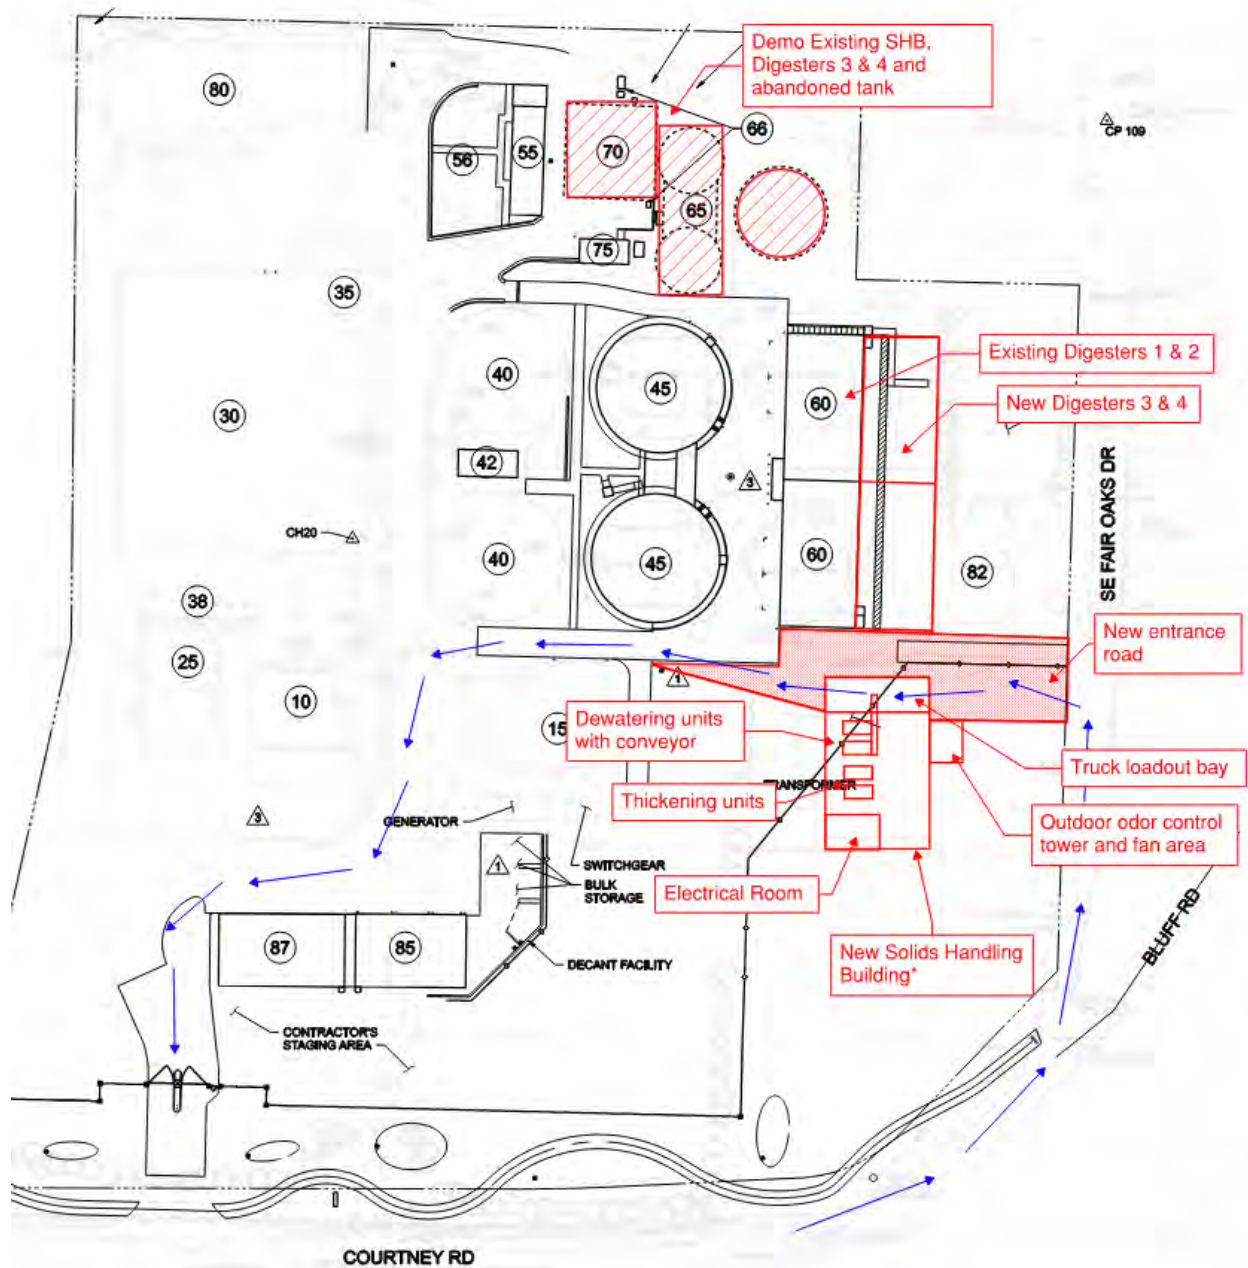 Demo Existing SHB,
Digesters 3 & 4 and
abandoned tank
80
66
CP 109
56
55
70
65
75
35
Existing Digesters 1 & 2
40
45
60
New Digesters 3 & 4
30
42
3
SE FAIR OAKS DR
CH20
40
45
60
82
38
New entrance
road
25
1
10
15
Dewatering units
with conveyor
Truck loadout bay
TRANSFORMER
Thickening units
3
GENERATOR
Outdoor odor control
tower and fan area
SWITCHGEAR
1
BULK
STORAGE
Electrical Room
BLUFF RD
87
85
New Solids Handling
Building*
DECANT FACILITY
CONTRACTOR'S
STAGING AREA
COURTNEY RD